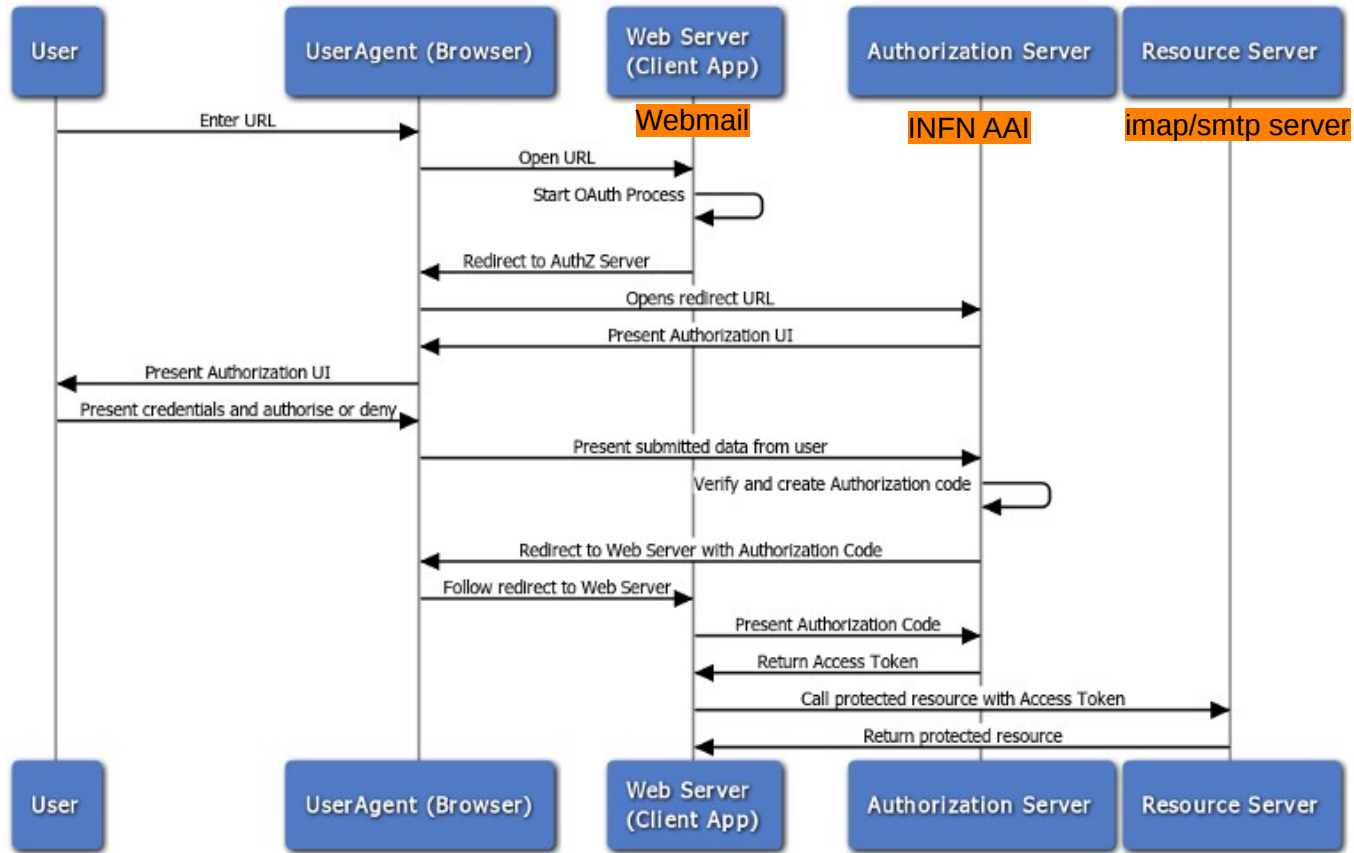 User
UserAgent (Browser)
Web Server
(Client App)
Authorization Server
Resource Server
Webmail
INFN AAI
imap/smtp server
Enter URL
Open URL
Start OAuth Process
Redirect to AuthZ Server
Opens redirect URL
Present Authorization UI
Present Authorization UI
Present credentials and authorise or deny
Present submitted data from user
Verify and create Authorization code
Redirect to Web Server with Authorization Code
Follow redirect to Web Server
Present Authorization Code
Return Access Token
Call protected resource with Access Token
Return protected resource
User
UserAgent (Browser)
Web Server
(Client App)
Authorization Server
Resource Server